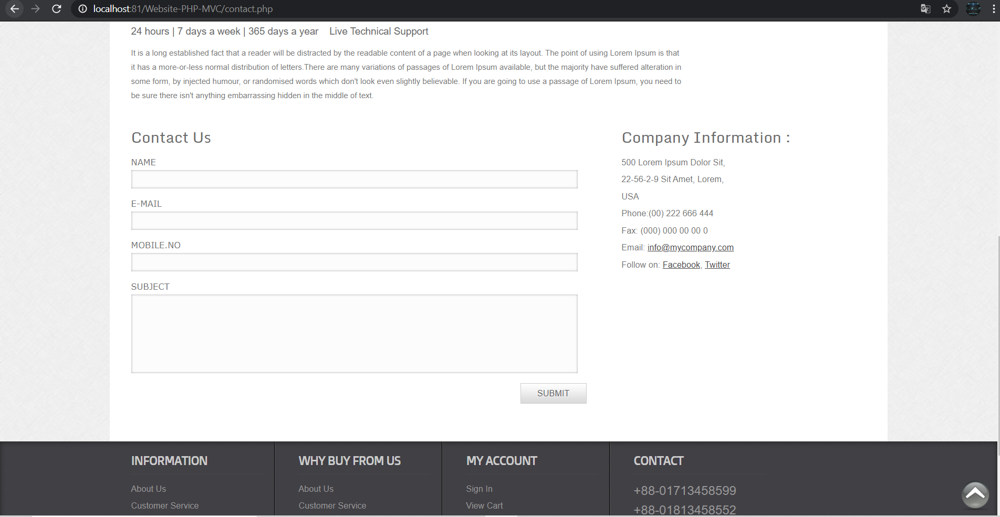 localhost:81/Website-PHP-MVC/contact.php
24 hours | 7 days a week | 365 days a year    Live Technical Support
It is a long established fact that a reader will be distracted by the readable content of a page when looking at its layout. The point of using Lorem Ipsum is that
it has a more-or-less normal distribution of letters.There are many variations of passages of Lorem Ipsum available, but the majority have suffered alteration in
some form, by injected humour, or randomised words which don't look even slightly believable. If you are going to use a passage of Lorem Ipsum, you need to
be sure there isn't anything embarrassing hidden in the middle of text.
Contact Us
NAME
E-MAIL
MOBILE.NO
SUBJECT
SUBMIT
Company Information :
500 Lorem Ipsum Dolor Sit,
22-56-2-9 Sit Amet, Lorem,
USA
Phone:(00) 222 666 444
Fax: (000) 000 00 00 0
Email: info@mycompany.com
Follow on: Facebook, Twitter
INFORMATION
About Us
Customer Service
WHY BUY FROM US
About Us
Customer Service
MY ACCOUNT
Sign In
View Cart
CONTACT
+88-01713458599
+88-01813458552